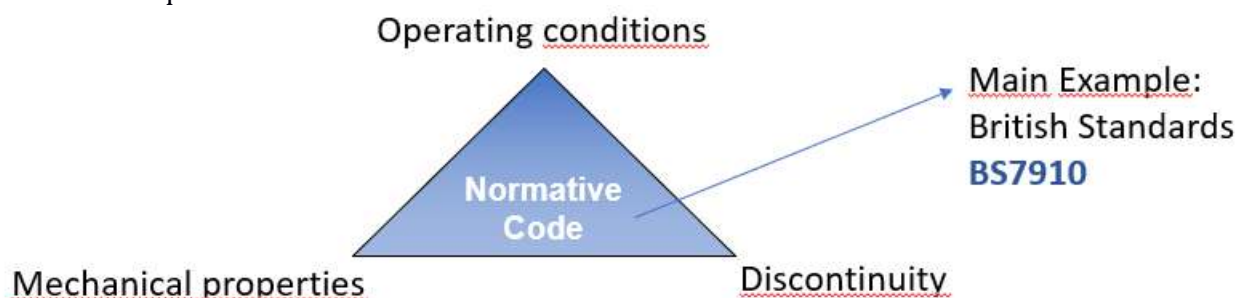 Operating conditions
Main Example:
British Standards
BS7910
Normative
Code
Mechanical properties
Discontinuity